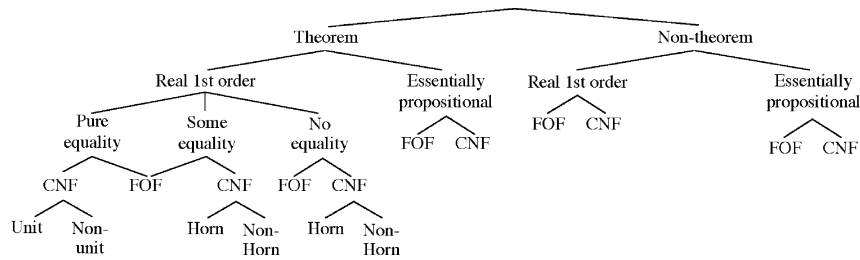 Theorem Non-theorem
Real 1st order Essentially propositional Real 1st order Essentially propositional
Pure equality Some equality No equality FOF CNF FOF CNF FOF CNF
CNF FOF CNF FOF CNF
Unit Non-unit Horn Non-Horn Horn Non-Horn